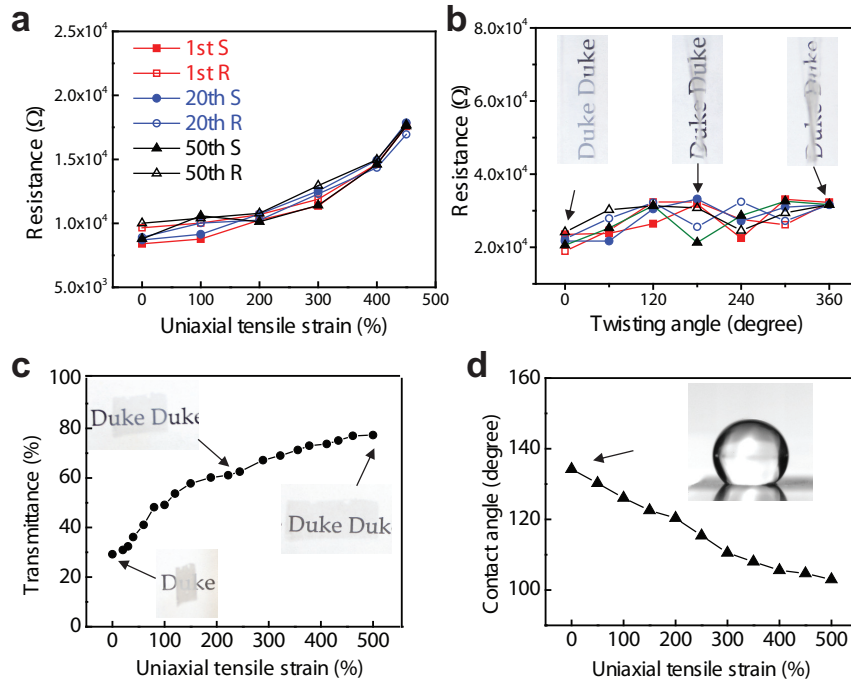 a
2.5x10⁴
2.0x10⁴
1.5x10⁴
1.0x10⁴
5.0x10³
Resistance (Ω)
1st S
1st R
20th S
20th R
50th S
50th R
0 100 200 300 400 500
Uniaxial tensile strain (%)
b
8.0x10⁴
6.0x10⁴
4.0x10⁴
2.0x10⁴
Resistance (Ω)
Duke Duke
Duke Duke
Duke Duke
0 60 120 180 240 300 360
Twisting angle (degree)
c
100
80
60
40
20
0
Transmittance (%)
Duke Duke
Duke Duk
Duke
0 100 200 300 400 500
Uniaxial tensile strain (%)
d
160
130
100
Contact angle (degree)
0 100 200 300 400 500
Uniaxial tensile strain (%)